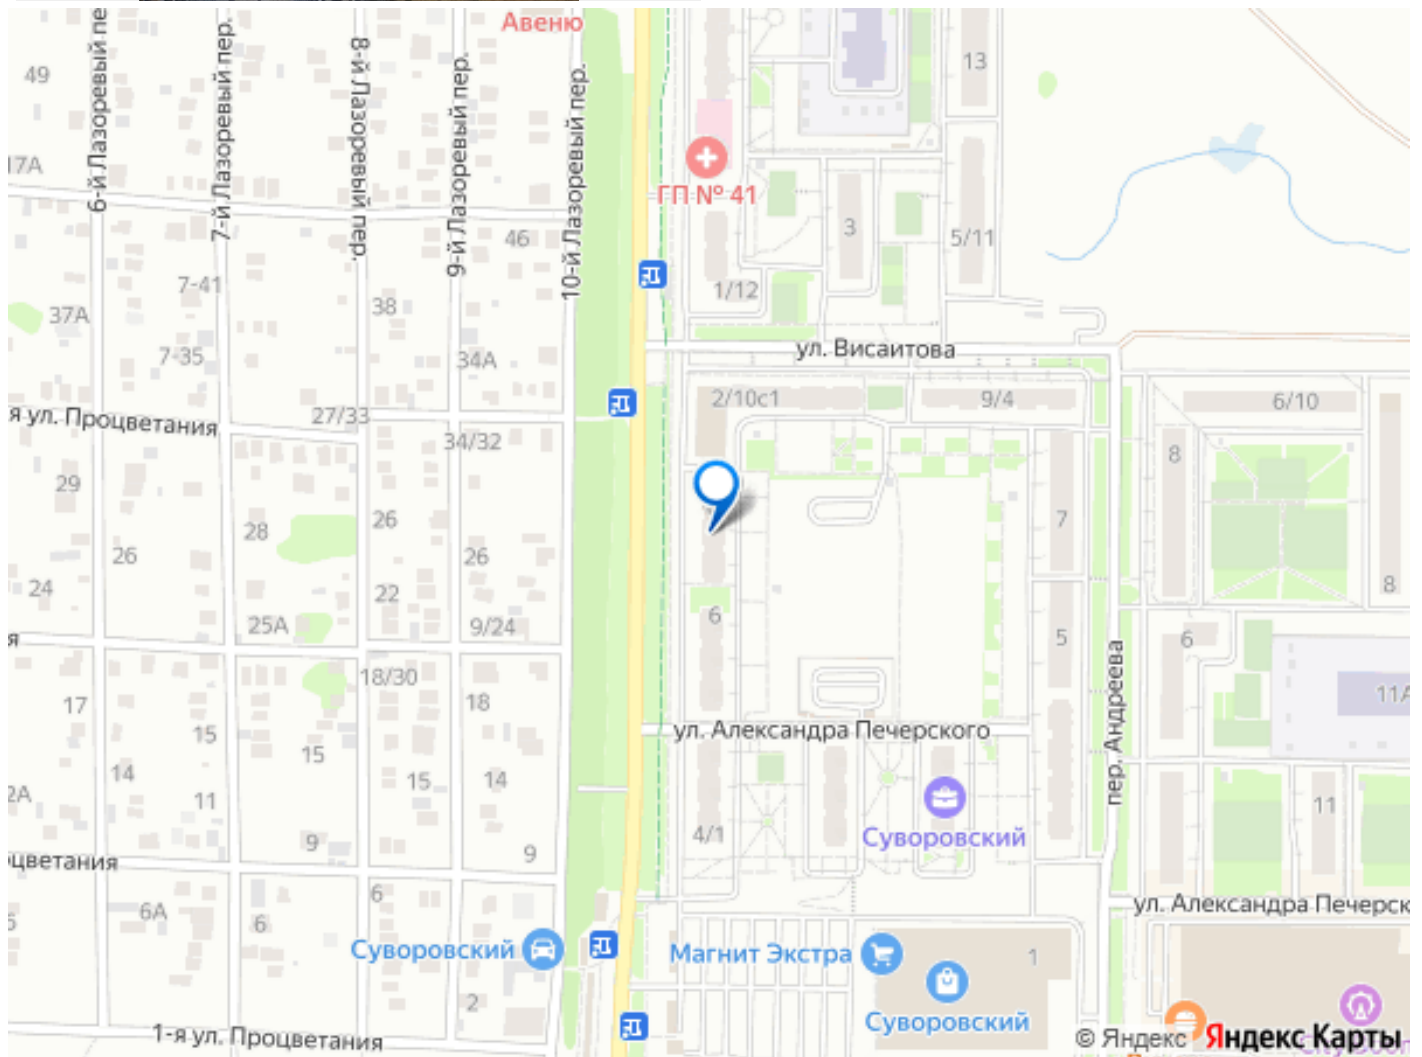 Авеню
49
6-й Лазоревый пе
7-й Лазоревый пер.
8-й Лазоревый пер.
9-й Лазоревый пер.
10-й Лазоревый пер.
13
17А
ГП № 41
46
3
5/11
7-41
38
1/12
37А
7-35
34А
ул. Висаитова
27/33
2/10с1
9/4
6/10
я ул. Процветания
34/32
8
29
28
26
7
26
26
24
22
8
25А
9/24
6
5
6
я
18/30
17
18
11А
15
15
ул. Александра Печерского
пер. Андреева
14
15
14
2А
11
11
Суворовский
9
4/1
9
оцветания
6
6А
6
ул. Александра Печерск
Суворовский
Магнит Экстра
1
2
Суворовский
1-я ул. Процветания
© Яндекс
Яндекс Карты